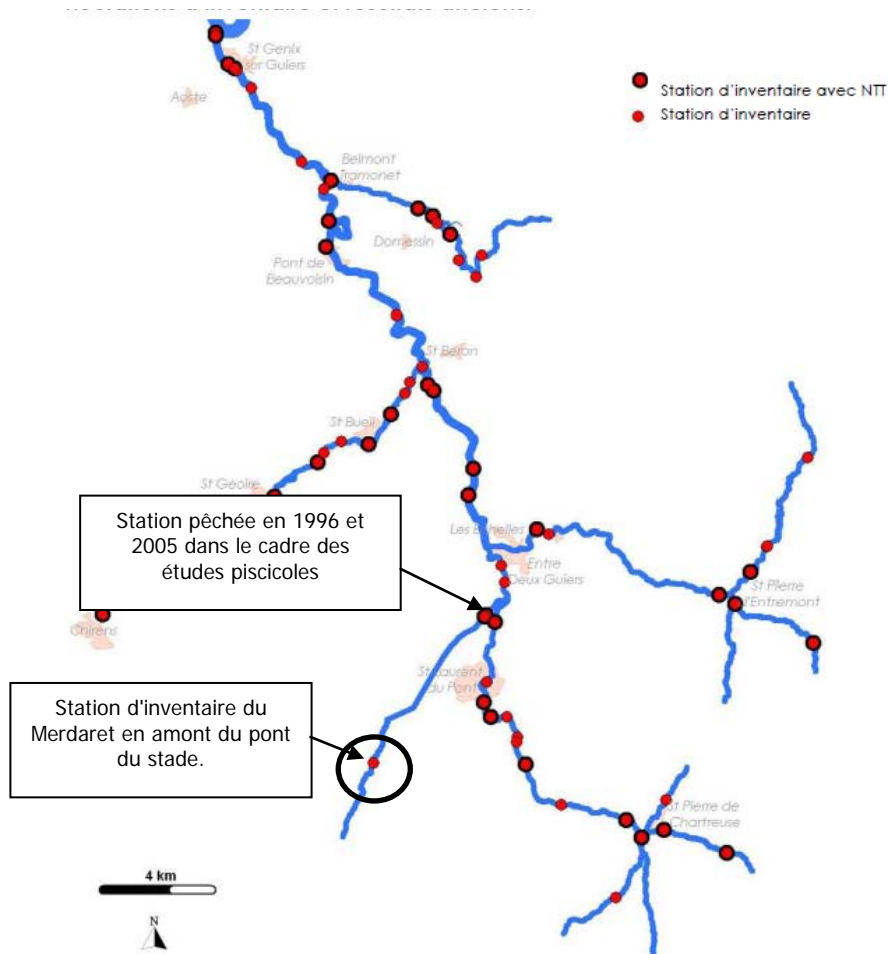 St Genix
sur Guiers
Aoste
Station d'inventaire avec NTT
Station d'inventaire
Belmont
Tramonet
Domessin
Pont de
Beauvoisin
St Beron
St Bueil
St Geoire
Station pêchée en 1996 et
2005 dans le cadre des
études piscicoles
Les Echelles
Entre
Deux Guiers
St Pierre
d'Entremont
Chirens
St Laurent
du Pont
Station d'inventaire du
Merdaret en amont du pont
du stade.
St Pierre de
Chartreuse
4 km
N